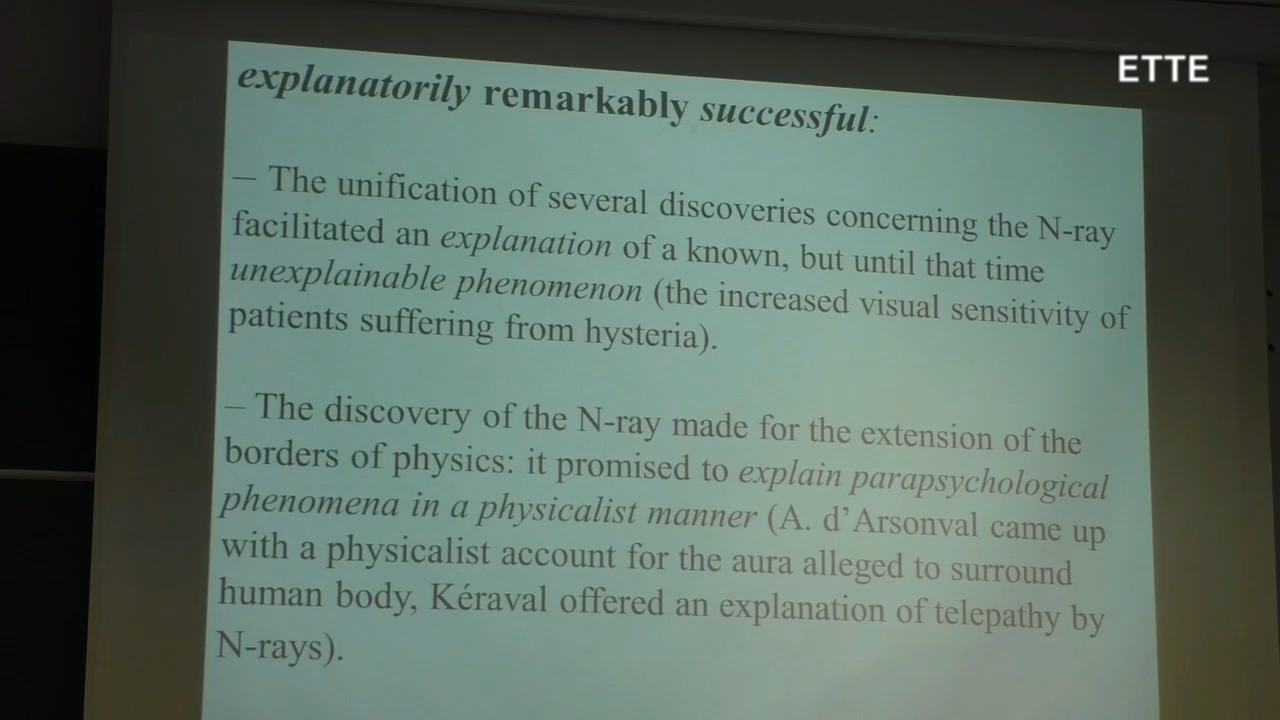 ETTE
explanatorily remarkably successful:
– The unification of several discoveries concerning the N-ray
facilitated an explanation of a known, but until that time
unexplainable phenomenon (the increased visual sensitivity of
patients suffering from hysteria).
– The discovery of the N-ray made for the extension of the
borders of physics: it promised to explain parapsychological
phenomena in a physicalist manner (A. d’Arsonval came up
with a physicalist account for the aura alleged to surround
human body, Kéraval offered an explanation of telepathy by
N-rays).